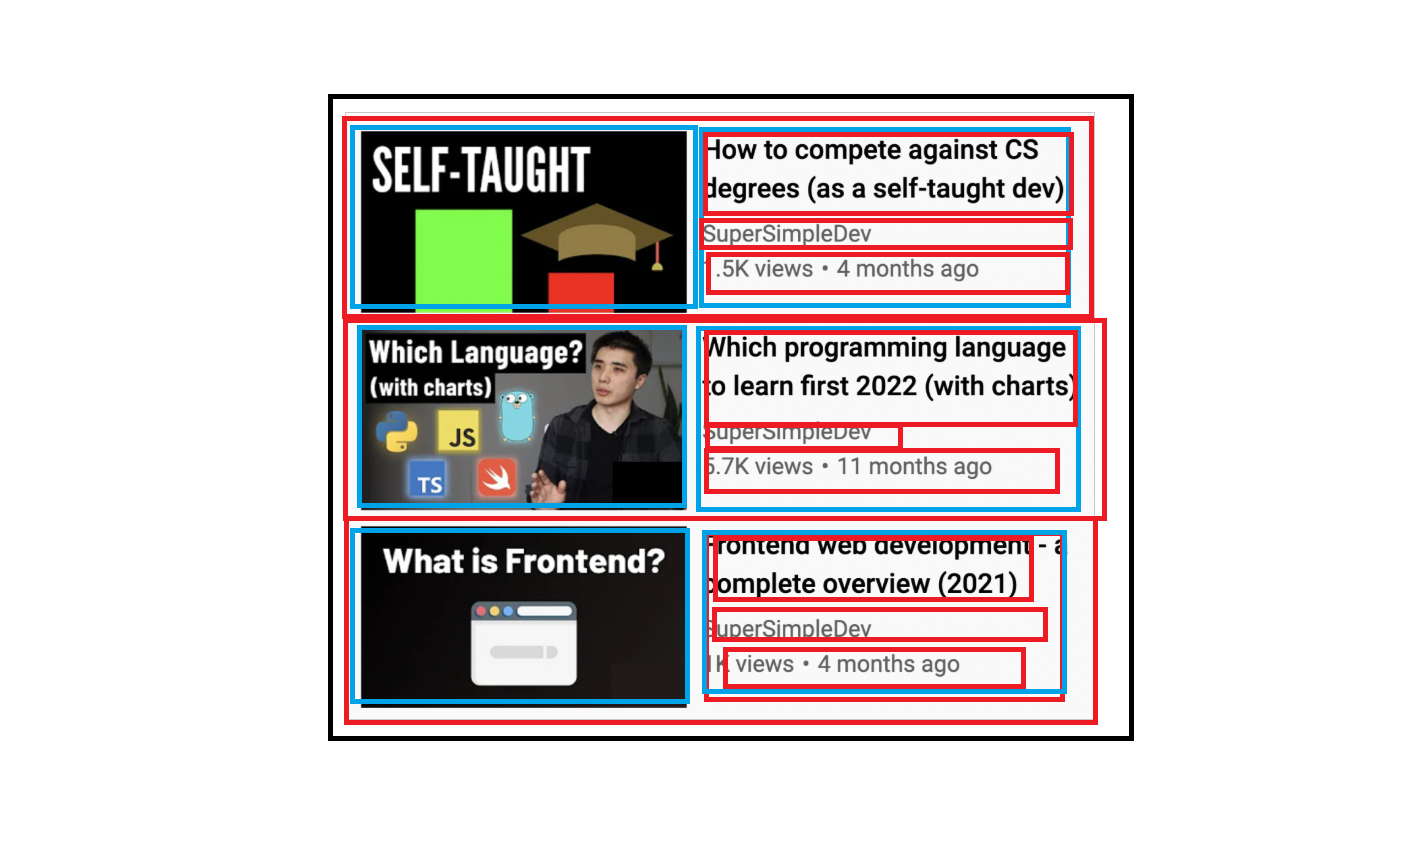 SELF-TAUGHT
How to compete against CS
degrees (as a self-taught dev)
SuperSimpleDev
.5K views • 4 months ago
Which Language?
(with charts)
JS
TS
Which programming language
to learn first 2022 (with charts)
SuperSimpleDev
5.7K views • 11 months ago
What is Frontend?
Frontend web development - a
complete overview (2021)
SuperSimpleDev
1K views • 4 months ago